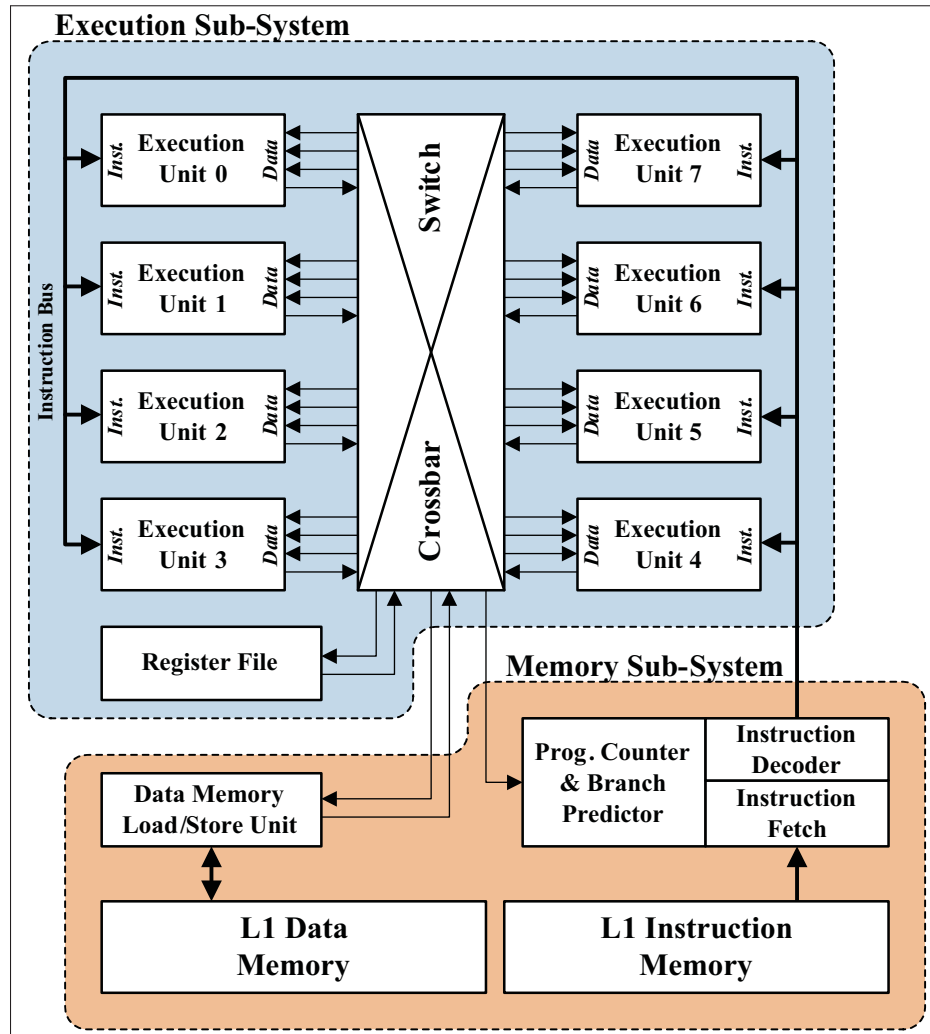 Execution Sub-System
Instruction Bus
Inst.
Execution
Unit 0
Data
Inst.
Execution
Unit 1
Data
Inst.
Execution
Unit 2
Data
Inst.
Execution
Unit 3
Data
Switch
Crossbar
Data
Execution
Unit 7
Inst.
Data
Execution
Unit 6
Inst.
Data
Execution
Unit 5
Inst.
Data
Execution
Unit 4
Inst.
Register File
Memory Sub-System
Data Memory
Load/Store Unit
Prog. Counter
& Branch
Predictor
Instruction
Decoder
Instruction
Fetch
L1 Data
Memory
L1 Instruction
Memory